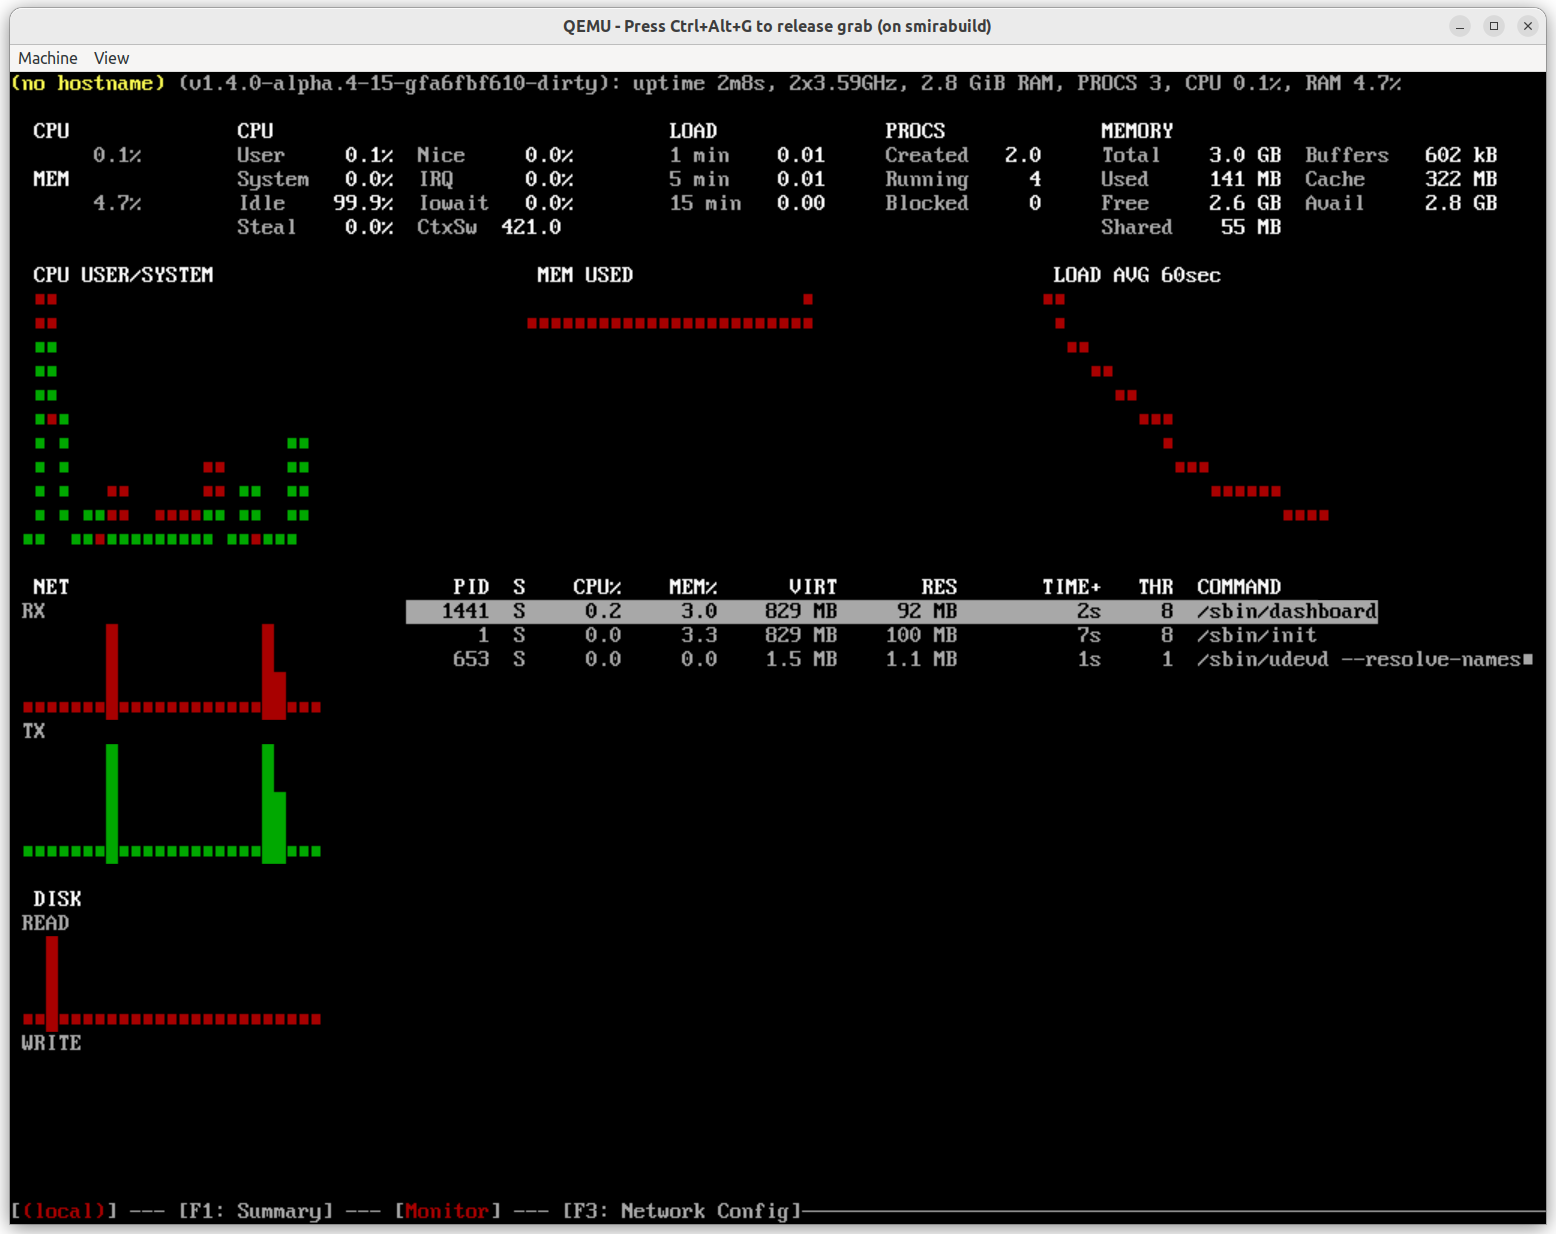 QEMU - Press Ctrl+Alt+G to release grab (on smirabuild)
Machine View
(no hostname) (v1.4.0-alpha.4-15-gfa6fbf610-dirty): uptime 2m8s, 2x3.59GHz, 2.8 GiB RAM, PROCS 3, CPU 0.1%, RAM 4.7%
CPU CPU LOAD PROCS MEMORY
0.1% User 0.1% Nice 0.0% 1 min 0.01 Created 2.0 Total 3.0 GB Buffers 602 kB
MEM System 0.0% IRQ 0.0% 5 min 0.01 Running 4 Used 141 MB Cache 322 MB
4.7% Idle 99.9% Iowait 0.0% 15 min 0.00 Blocked 0 Free 2.6 GB Avail 2.8 GB
Steal 0.0% CtxSw 421.0 Shared 55 MB
CPU USER/SYSTEM MEM USED LOAD AVG 60sec
NET PID S CPU% MEM% VIRT RES TIME+ THR COMMAND
RX 1441 S 0.2 3.0 829 MB 92 MB 2s 8 /sbin/dashboard
1 S 0.0 3.3 829 MB 100 MB 7s 8 /sbin/init
653 S 0.0 0.0 1.5 MB 1.1 MB 1s 1 /sbin/udevd --resolve-names
TX
DISK
READ
WRITE
[(local)] --- [F1: Summary] --- [Monitor] --- [F3: Network Config]